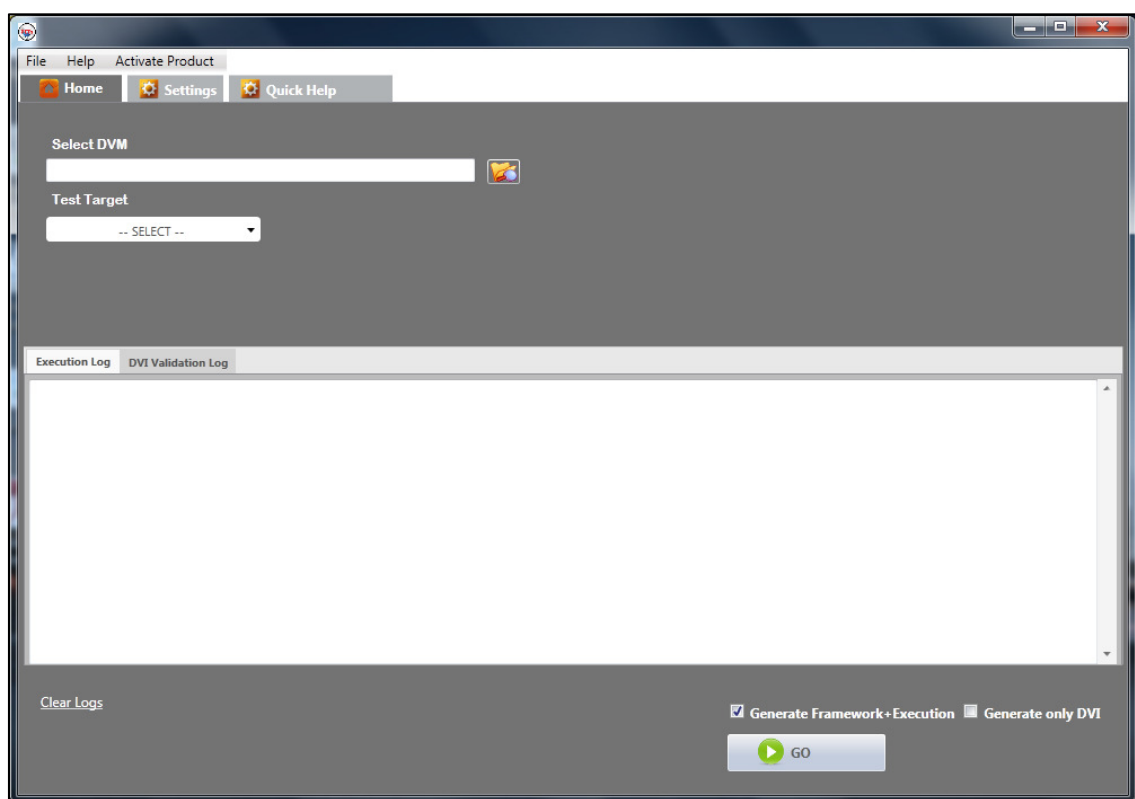 File Help Activate Product
Home Settings Quick Help
Select DVM
Test Target
-- SELECT --
Execution Log DVI Validation Log
Clear Logs
Generate Framework+Execution Generate only DVI
GO